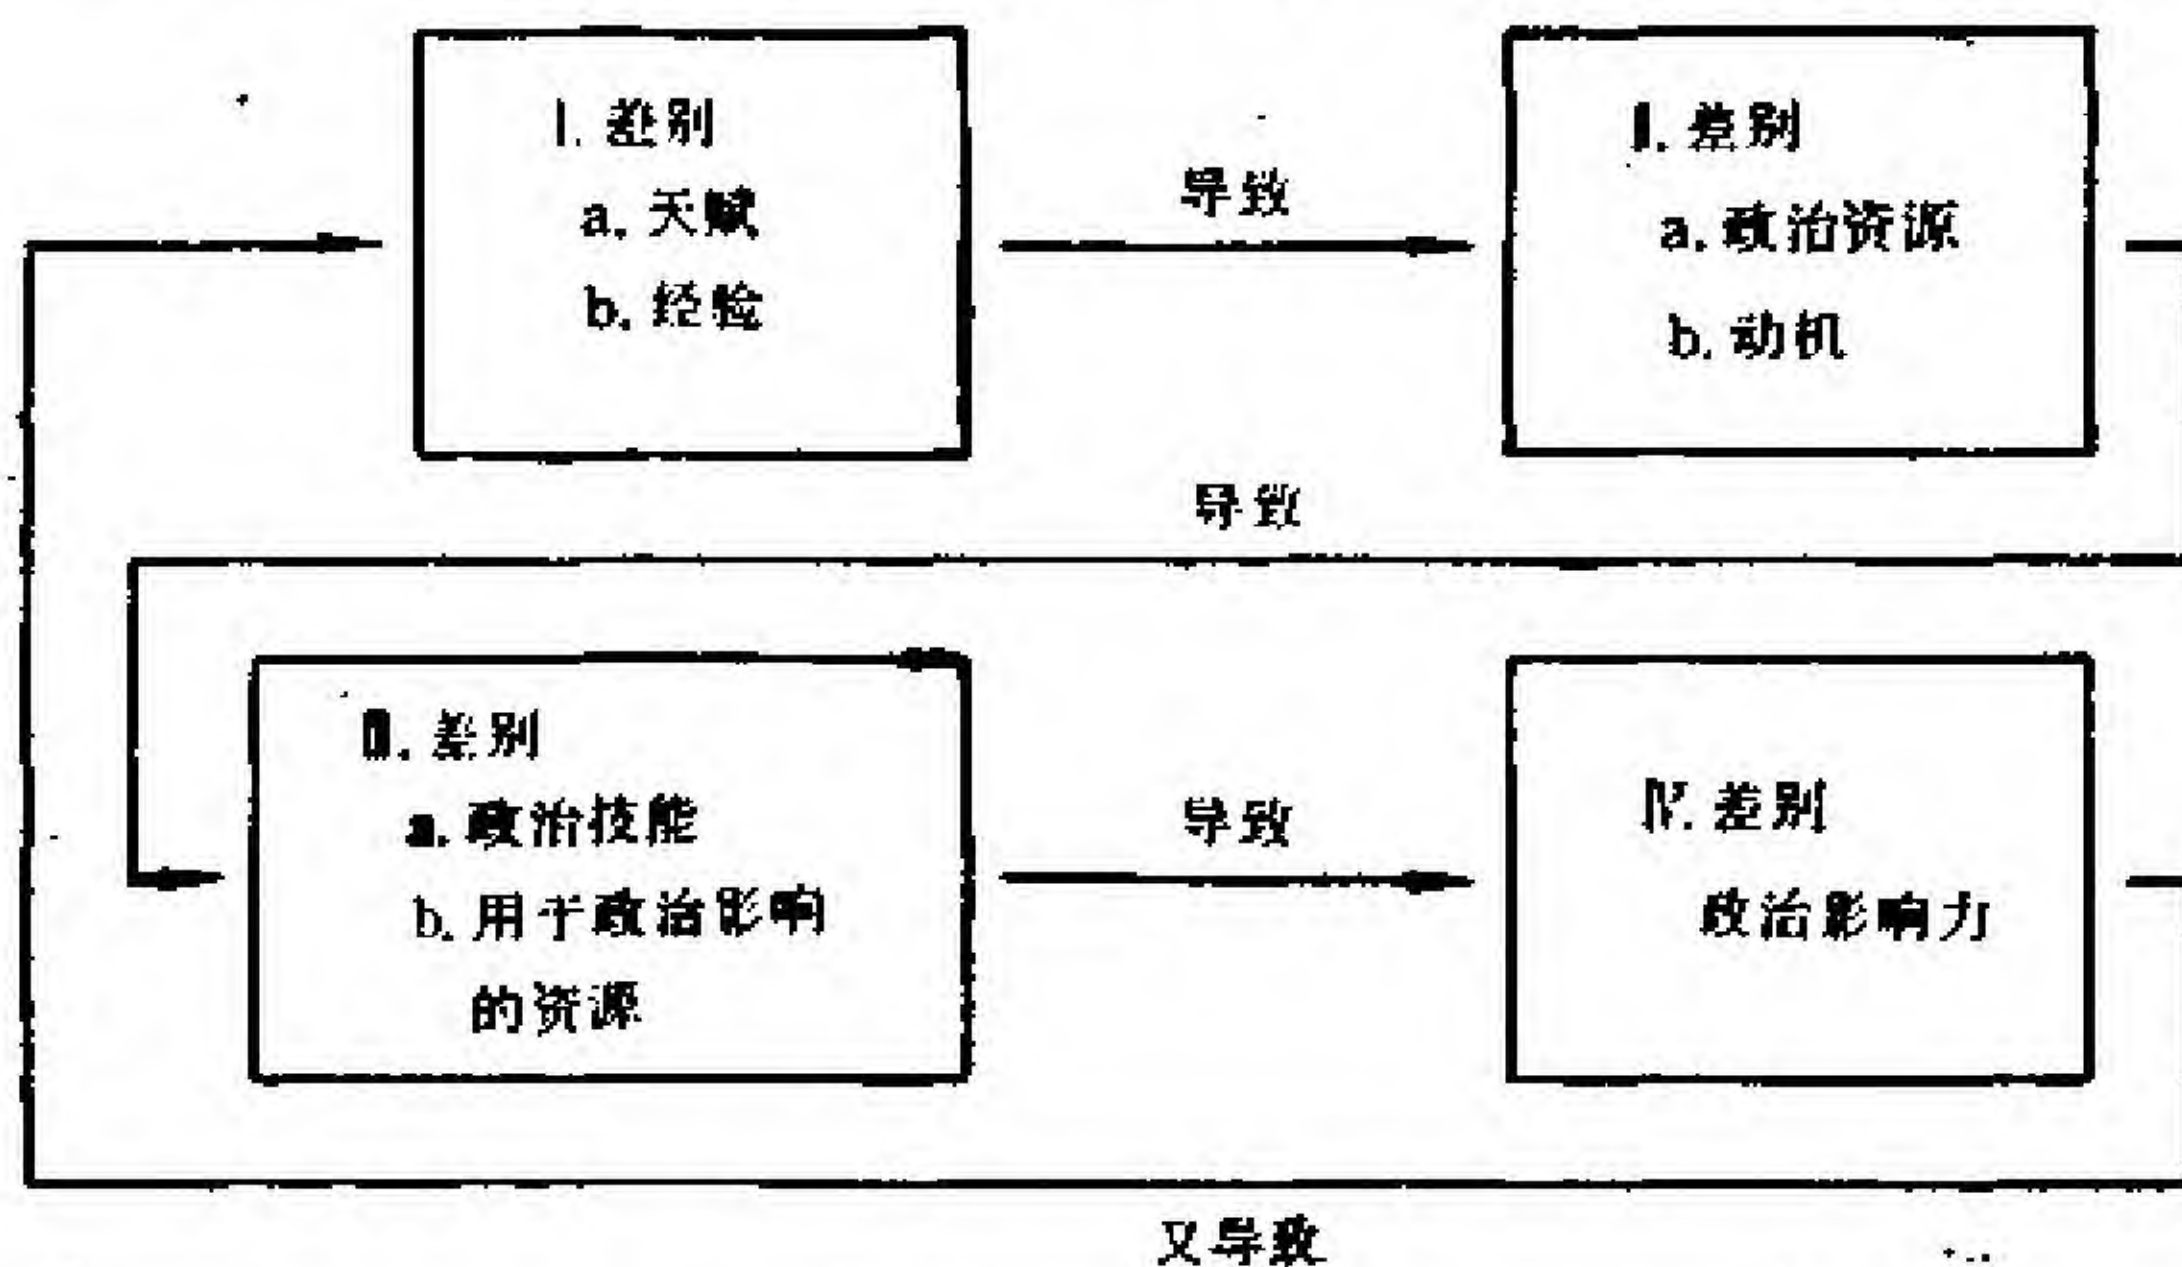 Ⅰ. 差别
a. 天赋
b. 经验
导致
Ⅱ. 差别
a. 政治资源
b. 动机
导致
Ⅲ. 差别
a. 政治技能
b. 用于政治影响
的资源
导致
Ⅳ. 差别
政治影响力
又导致